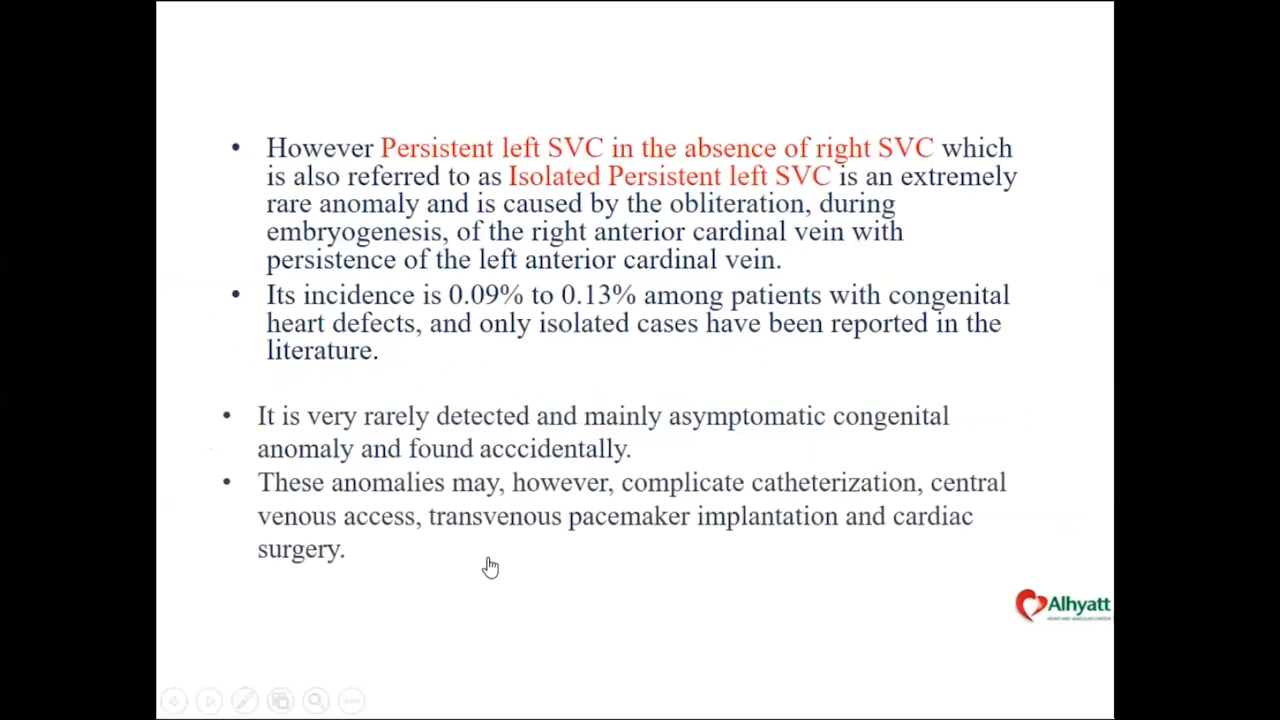 • However Persistent left SVC in the absence of right SVC which
is also referred to as Isolated Persistent left SVC is an extremely
rare anomaly and is caused by the obliteration, during
embryogenesis, of the right anterior cardinal vein with
persistence of the left anterior cardinal vein.
• Its incidence is 0.09% to 0.13% among patients with congenital
heart defects, and only isolated cases have been reported in the
literature.
• It is very rarely detected and mainly asymptomatic congenital
anomaly and found acccidentally.
• These anomalies may, however, complicate catheterization, central
venous access, transvenous pacemaker implantation and cardiac
surgery.
Alhyatt
HEART AND VASCULAR CENTER